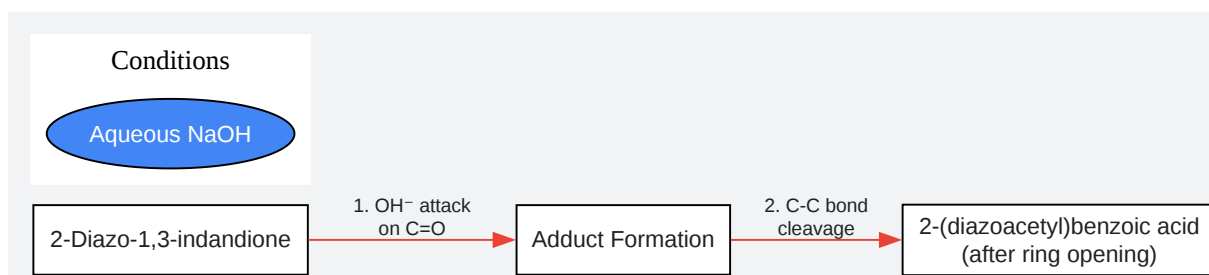 Conditions
Aqueous NaOH
2-Diazo-1,3-indandione
1. OH⁻ attack
on C=O
Adduct Formation
2. C-C bond
cleavage
2-(diazoacetyl)benzoic acid
(after ring opening)